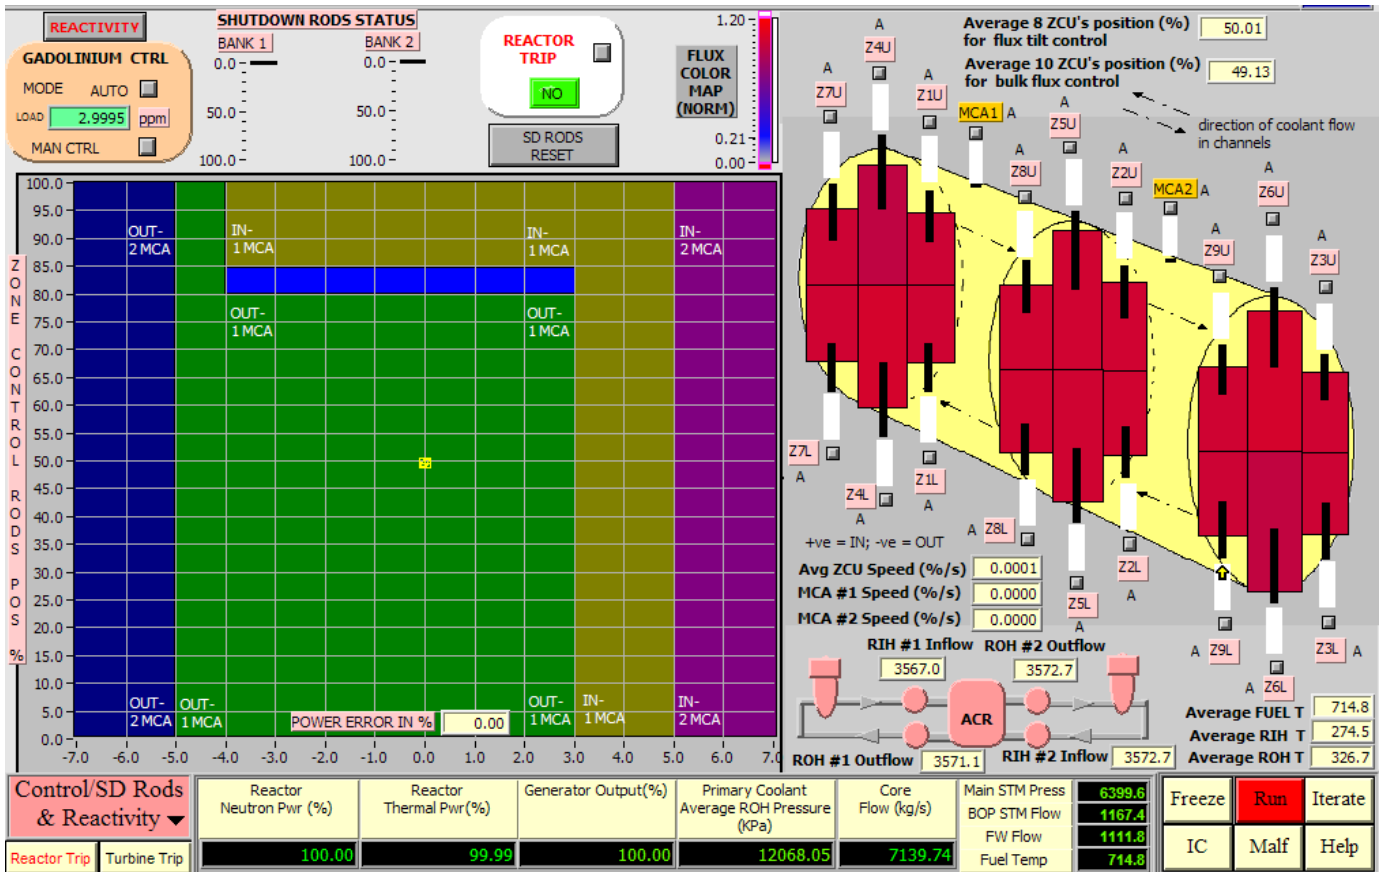 REACTIVITY
GADOLINIUM CTRL
MODE AUTO
LOAD 2.9995 ppm
MAN CTRL
SHUTDOWN RODS STATUS
BANK 1 BANK 2
0.0 0.0
50.0 50.0
100.0 100.0
REACTOR
TRIP
NO
SD RODS
RESET
FLUX
COLOR
MAP
(NORM)
1.20
0.21
0.00
Average 8 ZCU's position (%)
for flux tilt control
50.01
Average 10 ZCU's position (%)
for bulk flux control
49.13
direction of coolant flow
in channels
A
Z4U
A
Z7U
A
Z1U
MCA1 A
A
Z5U
A
Z8U
A
Z2U
MCA2 A
A
Z6U
A
Z9U
A
Z3U
Z7L
A
Z4L
A
Z1L
A
A Z8L
Z5L
A
Z2L
A
A Z9L
A Z6L
Z3L A
ZONE CONTROL RODS POS %
100.0
95.0
90.0
85.0
80.0
75.0
70.0
65.0
60.0
55.0
50.0
45.0
40.0
35.0
30.0
25.0
20.0
15.0
10.0
5.0
0.0
OUT-
2 MCA
IN-
1 MCA
IN-
1 MCA
IN-
2 MCA
OUT-
1 MCA
OUT-
1 MCA
OUT-
2 MCA
OUT-
1 MCA
POWER ERROR IN % 0.00
OUT-
1 MCA
IN-
1 MCA
IN-
2 MCA
-7.0 -6.0 -5.0 -4.0 -3.0 -2.0 -1.0 0.0 1.0 2.0 3.0 4.0 5.0 6.0 7.0
+ve = IN; -ve = OUT
Avg ZCU Speed (%/s) 0.0001
MCA #1 Speed (%/s) 0.0000
MCA #2 Speed (%/s) 0.0000
RIH #1 Inflow ROH #2 Outflow
3567.0 3572.7
ACR
ROH #1 Outflow 3571.1 RIH #2 Inflow 3572.7
Average FUEL T 714.8
Average RIH T 274.5
Average ROH T 326.7
Control/SD Rods
& Reactivity
Reactor Trip Turbine Trip
Reactor
Neutron Pwr (%)
100.00
Reactor
Thermal Pwr(%)
99.99
Generator Output(%)
100.00
Primary Coolant
Average ROH Pressure
(KPa)
12068.05
Core
Flow (kg/s)
7139.74
Main STM Press 6399.6
BOP STM Flow 1167.4
FW Flow 1111.8
Fuel Temp 714.8
Freeze Run Iterate
IC Malf Help